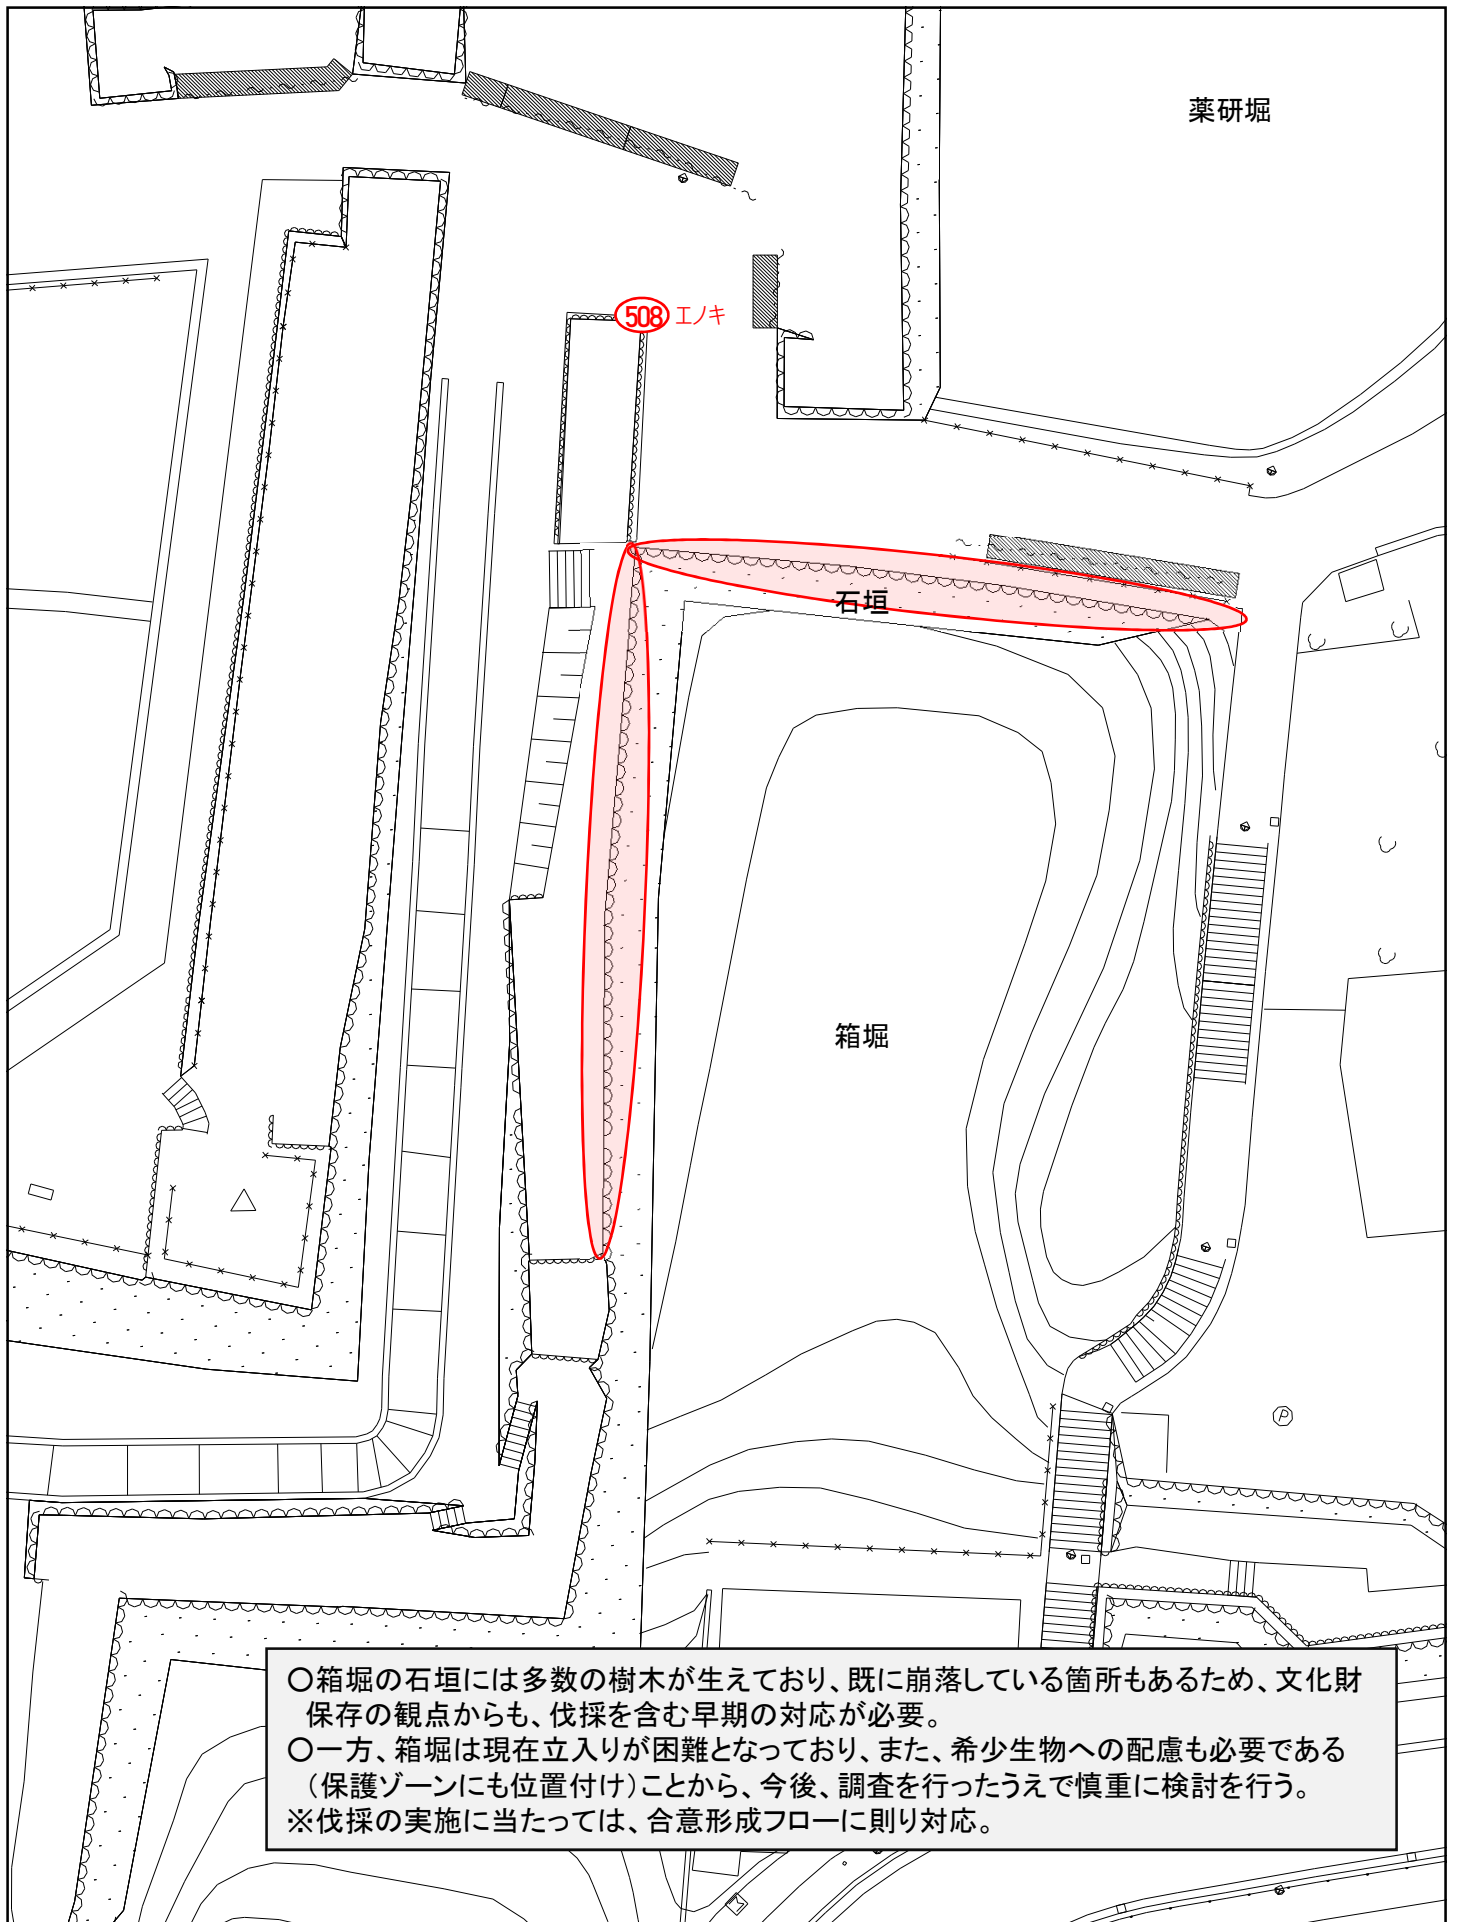 薬研堀
508 エノキ
石垣
箱堀
P
〇箱堀の石垣には多数の樹木が生えており、既に崩落している箇所もあるため、文化財
保存の観点からも、伐採を含む早期の対応が必要。
〇一方、箱堀は現在立入りが困難となっており、また、希少生物への配慮も必要である
（保護ゾーンにも位置付け）ことから、今後、調査を行ったうえで慎重に検討を行う。
※伐採の実施に当たっては、合意形成フローに則り対応。